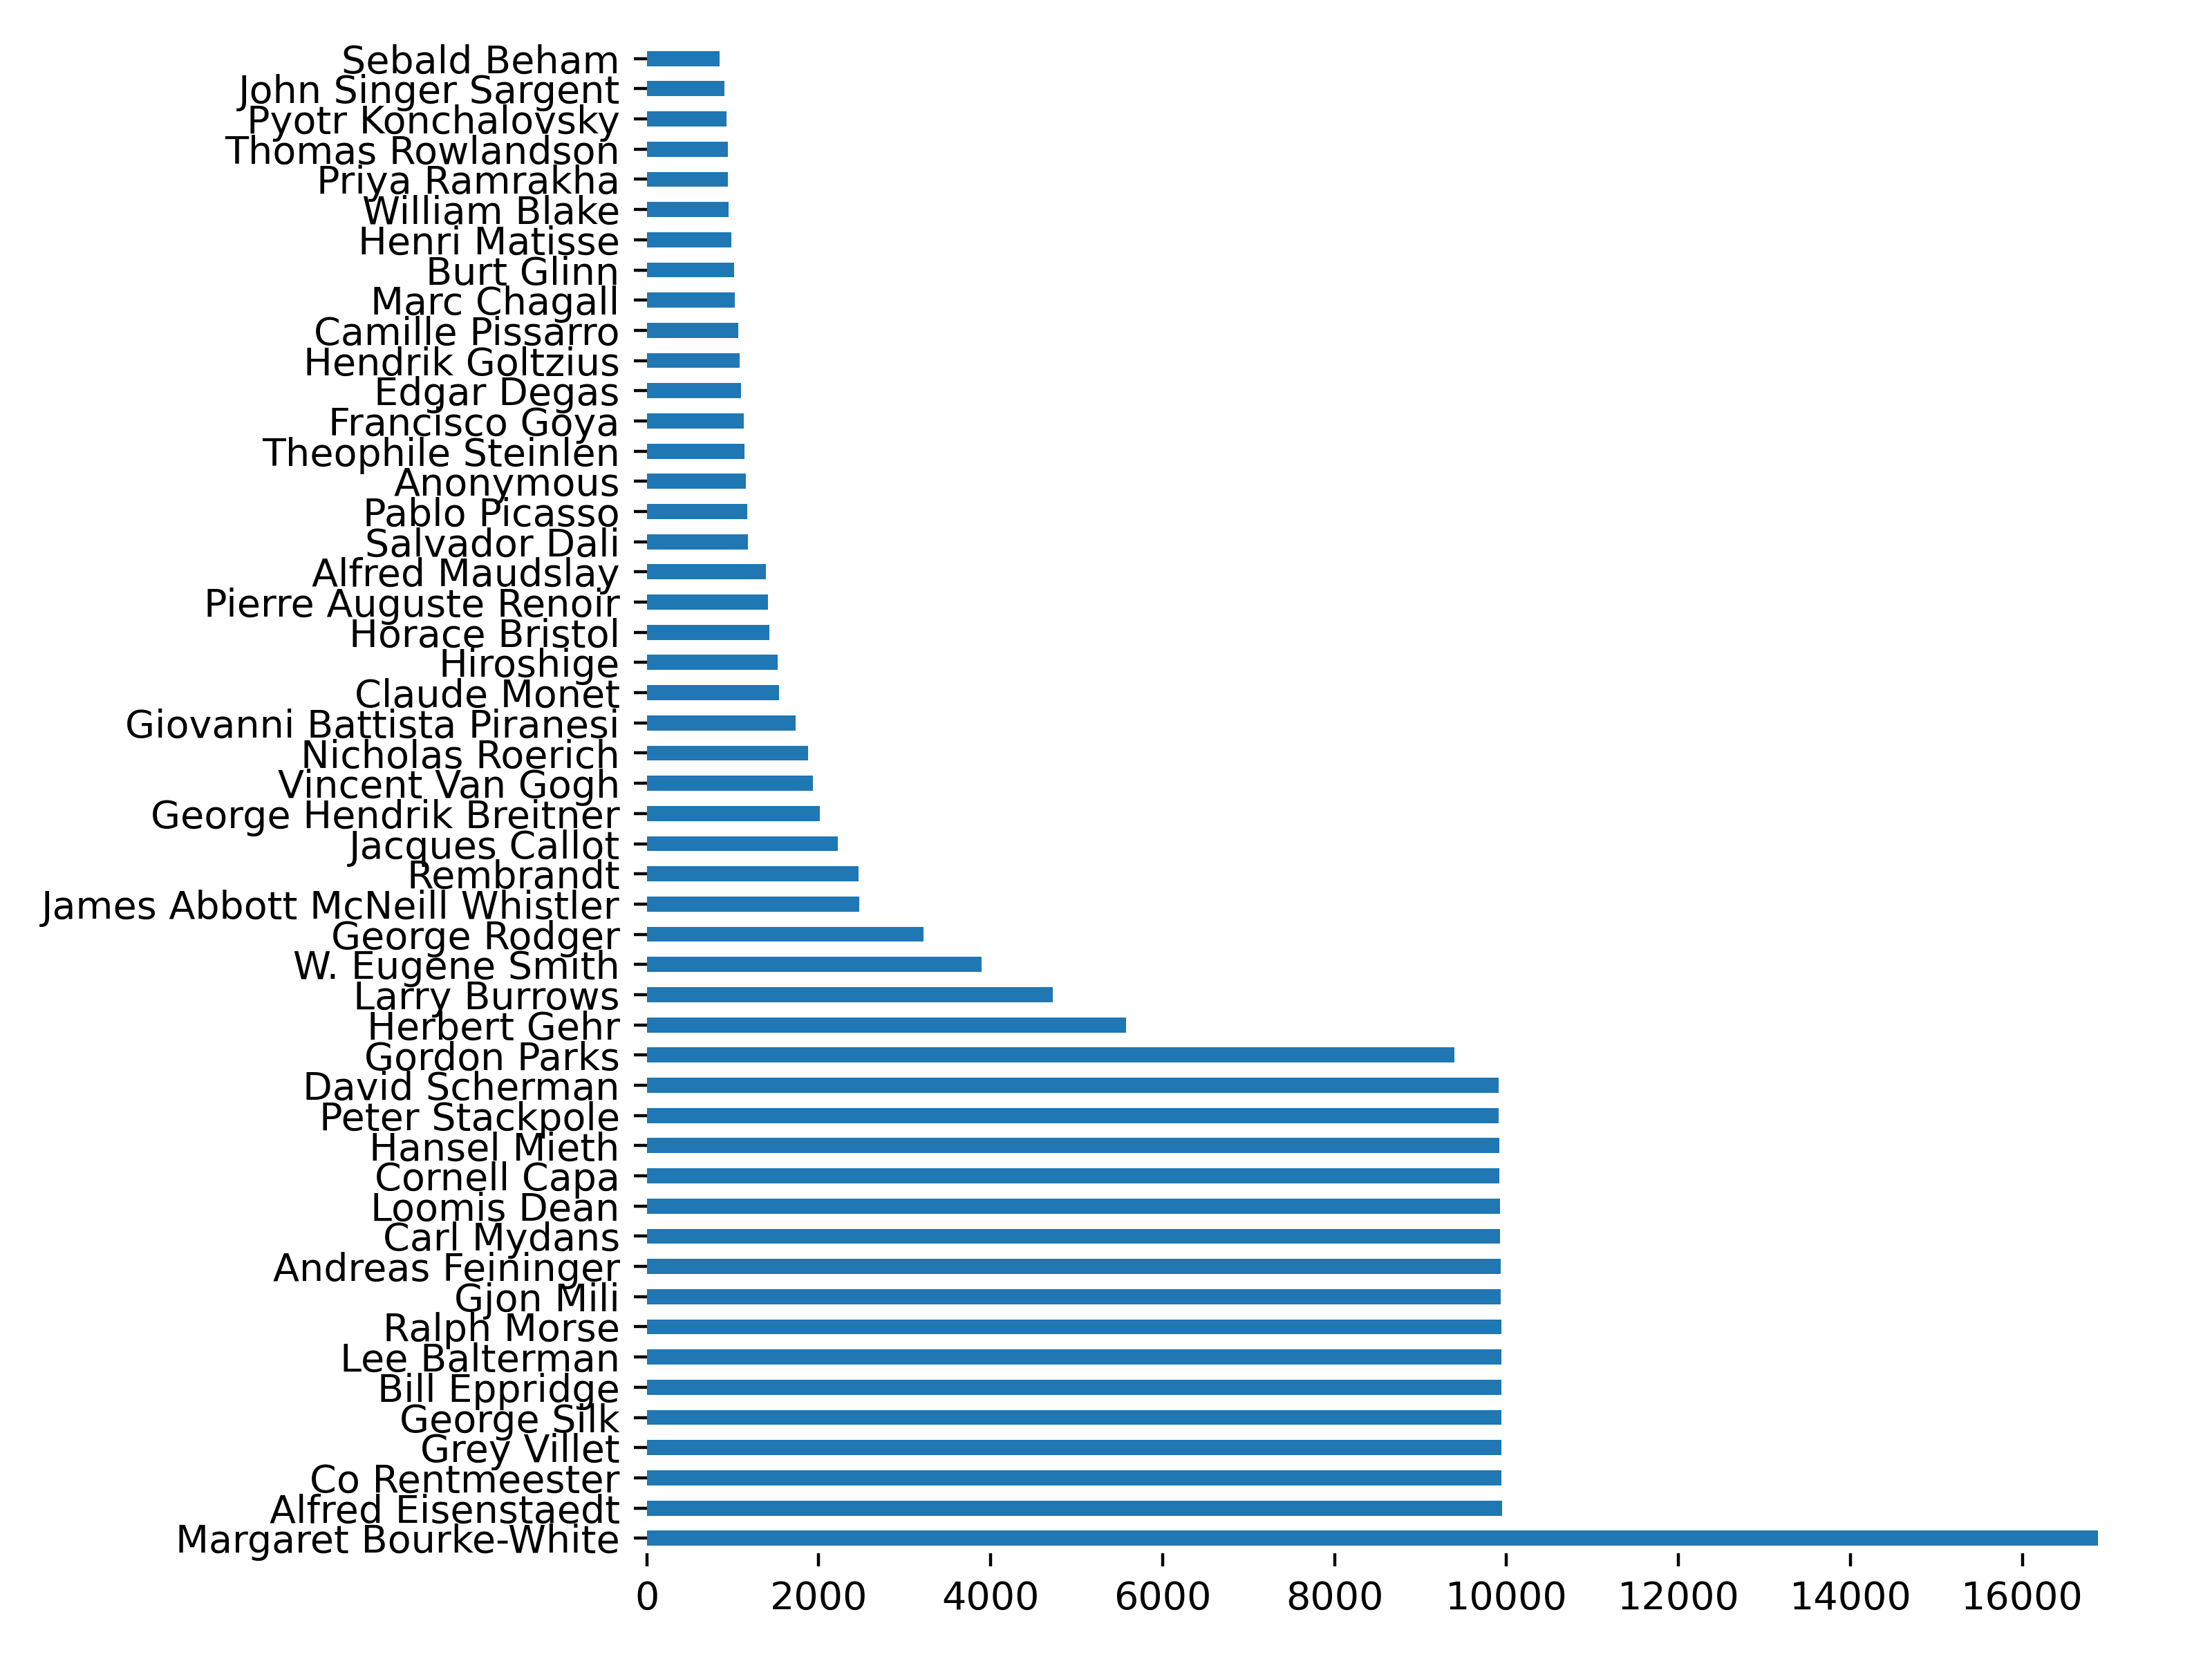 Sebald Beham
John Singer Sargent
Pyotr Konchalovsky
Thomas Rowlandson
Priya Ramrakha
William Blake
Henri Matisse
Burt Glinn
Marc Chagall
Camille Pissarro
Hendrik Goltzius
Edgar Degas
Francisco Goya
Theophile Steinlen
Anonymous
Pablo Picasso
Salvador Dali
Alfred Maudslay
Pierre Auguste Renoir
Horace Bristol
Hiroshige
Claude Monet
Giovanni Battista Piranesi
Nicholas Roerich
Vincent Van Gogh
George Hendrik Breitner
Jacques Callot
Rembrandt
James Abbott McNeill Whistler
George Rodger
W. Eugene Smith
Larry Burrows
Herbert Gehr
Gordon Parks
David Scherman
Peter Stackpole
Hansel Mieth
Cornell Capa
Loomis Dean
Carl Mydans
Andreas Feininger
Gjon Mili
Ralph Morse
Lee Balterman
Bill Eppridge
George Silk
Grey Villet
Co Rentmeester
Alfred Eisenstaedt
Margaret Bourke-White
0 2000 4000 6000 8000 10000 12000 14000 16000